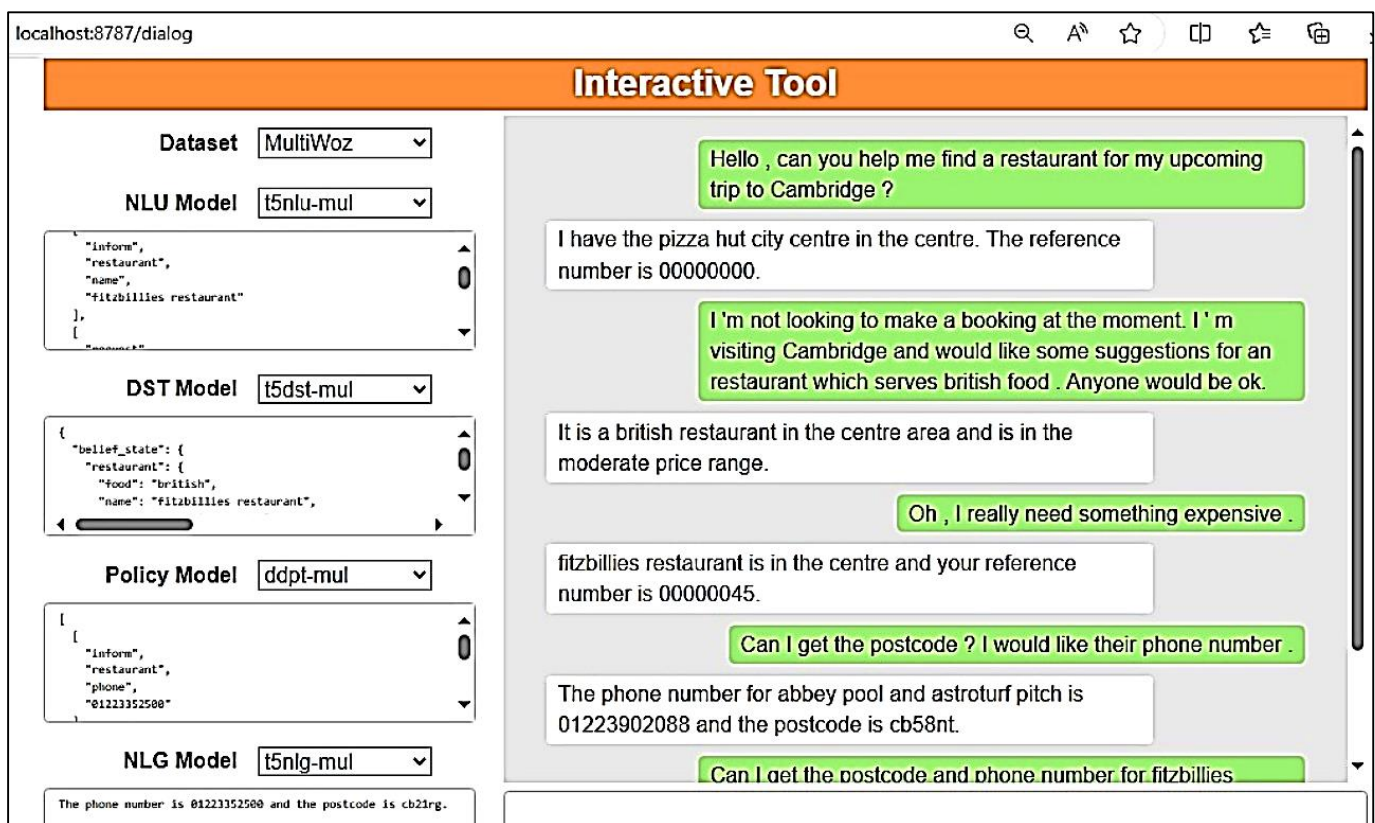 localhost:8787/dialog
Interactive Tool
Dataset MultiWoz
NLU Model t5nlu-mul
"inform",
"restaurant",
"name",
"fitzbillies restaurant"
],
[
"request"
DST Model t5dst-mul
{
"belief_state": {
"restaurant": {
"food": "british",
"name": "fitzbillies restaurant",
Policy Model ddpt-mul
[
[
"inform",
"restaurant",
"phone",
"01223352500"
NLG Model t5nlg-mul
The phone number is 01223352500 and the postcode is cb21rg.
Hello , can you help me find a restaurant for my upcoming
trip to Cambridge ?
I have the pizza hut city centre in the centre. The reference
number is 00000000.
I 'm not looking to make a booking at the moment. I ' m
visiting Cambridge and would like some suggestions for an
restaurant which serves british food . Anyone would be ok.
It is a british restaurant in the centre area and is in the
moderate price range.
Oh , I really need something expensive .
fitzbillies restaurant is in the centre and your reference
number is 00000045.
Can I get the postcode ? I would like their phone number .
The phone number for abbey pool and astroturf pitch is
01223902088 and the postcode is cb58nt.
Can I get the postcode and phone number for fitzbillies